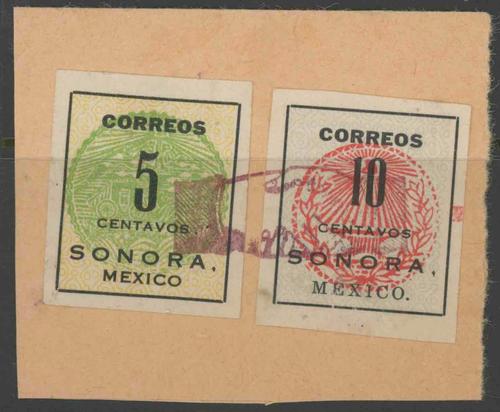 CORREOS
5
CENTAVOS
SONORA,
MEXICO
CORREOS
10
CENTAVOS
SONORA,
MEXICO.